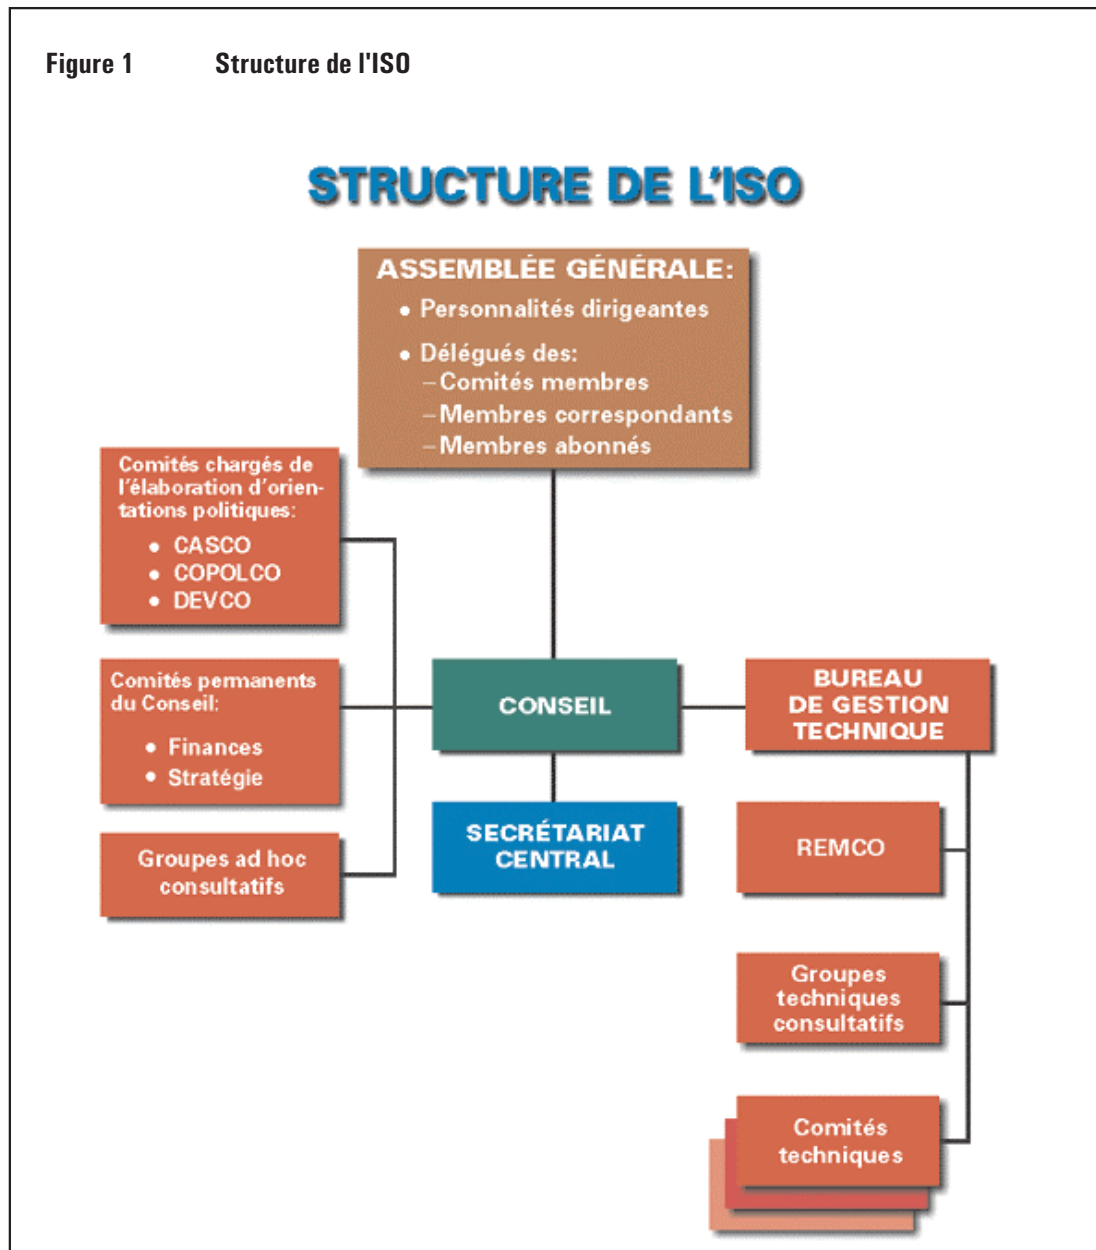 Figure 1 Structure de l'ISO
STRUCTURE DE L'ISO
ASSEMBLÉE GÉNÉRALE:
• Personnalités dirigeantes
• Délégués des:
– Comités membres
– Membres correspondants
– Membres abonnés
Comités chargés de
l'élaboration d'orien-
tations politiques:
• CASCO
• COPOLCO
• DEVCO
Comités permanents
du Conseil:
• Finances
• Stratégie
Groupes ad hoc
consultatifs
CONSEIL
SECRÉTARIAT
CENTRAL
BUREAU
DE GESTION
TECHNIQUE
REMCO
Groupes
techniques
consultatifs
Comités
techniques